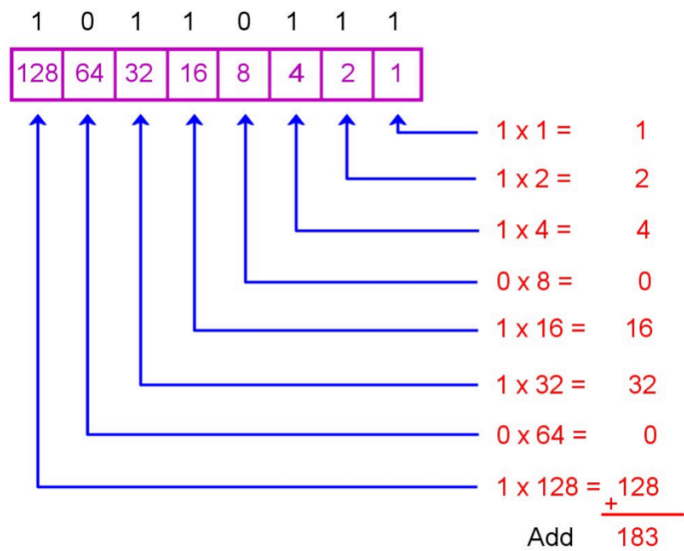 1 0 1 1 0 1 1 1
128 64 32 16 8 4 2 1
1 x 1 = 1
1 x 2 = 2
1 x 4 = 4
0 x 8 = 0
1 x 16 = 16
1 x 32 = 32
0 x 64 = 0
1 x 128 = 128
+
Add 183